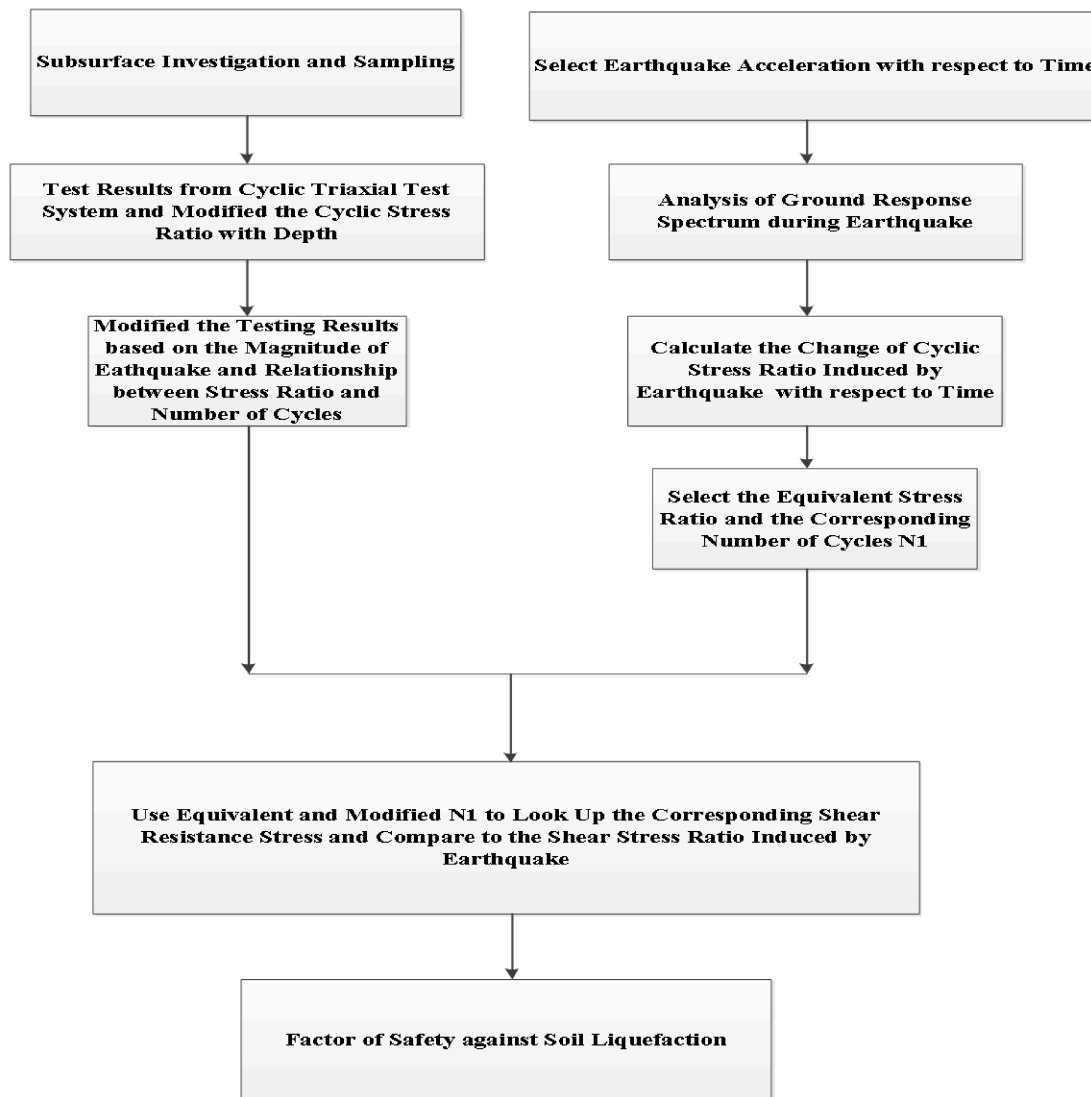 Subsurface Investigation and Sampling
Select Earthquake Acceleration with respect to Time
Test Results from Cyclic Triaxial Test
System and Modified the Cyclic Stress
Ratio with Depth
Analysis of Ground Response
Spectrum during Earthquake
Modified the Testing Results
based on the Magnitude of
Eathquake and Relationship
between Stress Ratio and
Number of Cycles
Calculate the Change of Cyclic
Stress Ratio Induced by
Earthquake with respect to Time
Select the Equivalent Stress
Ratio and the Corresponding
Number of Cycles N1
Use Equivalent and Modified N1 to Look Up the Corresponding Shear
Resistance Stress and Compare to the Shear Stress Ratio Induced by
Earthquake
Factor of Safety against Soil Liquefaction